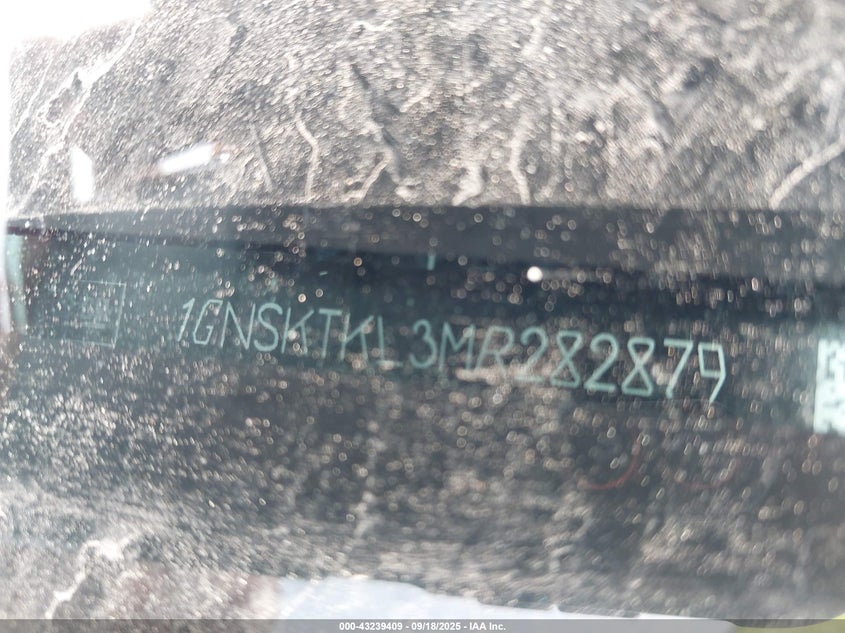 1GNSKTKL3MR282879
000-43239409 - 09/18/2025 - IAA Inc.